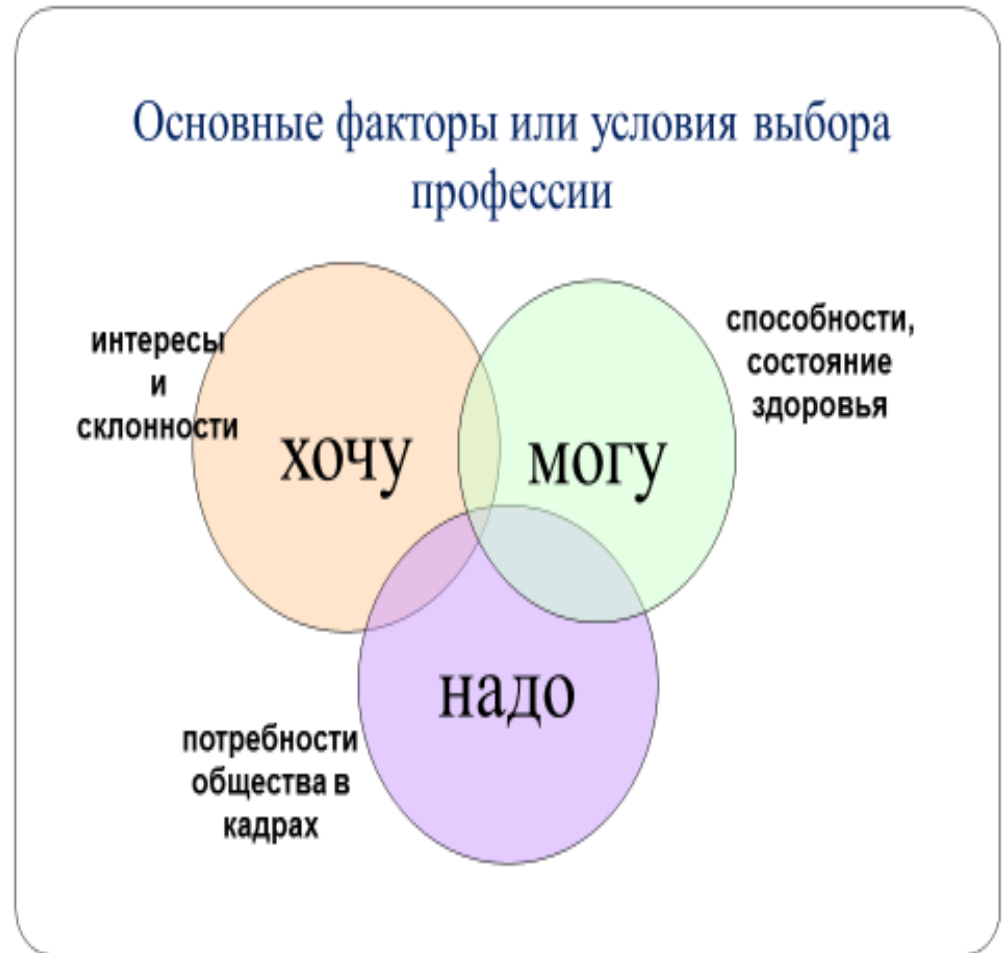 Основные факторы или условия выбора
профессии
интересы
и
склонности
хочу
способности,
состояние
здоровья
могу
надо
потребности
общества в
кадрах